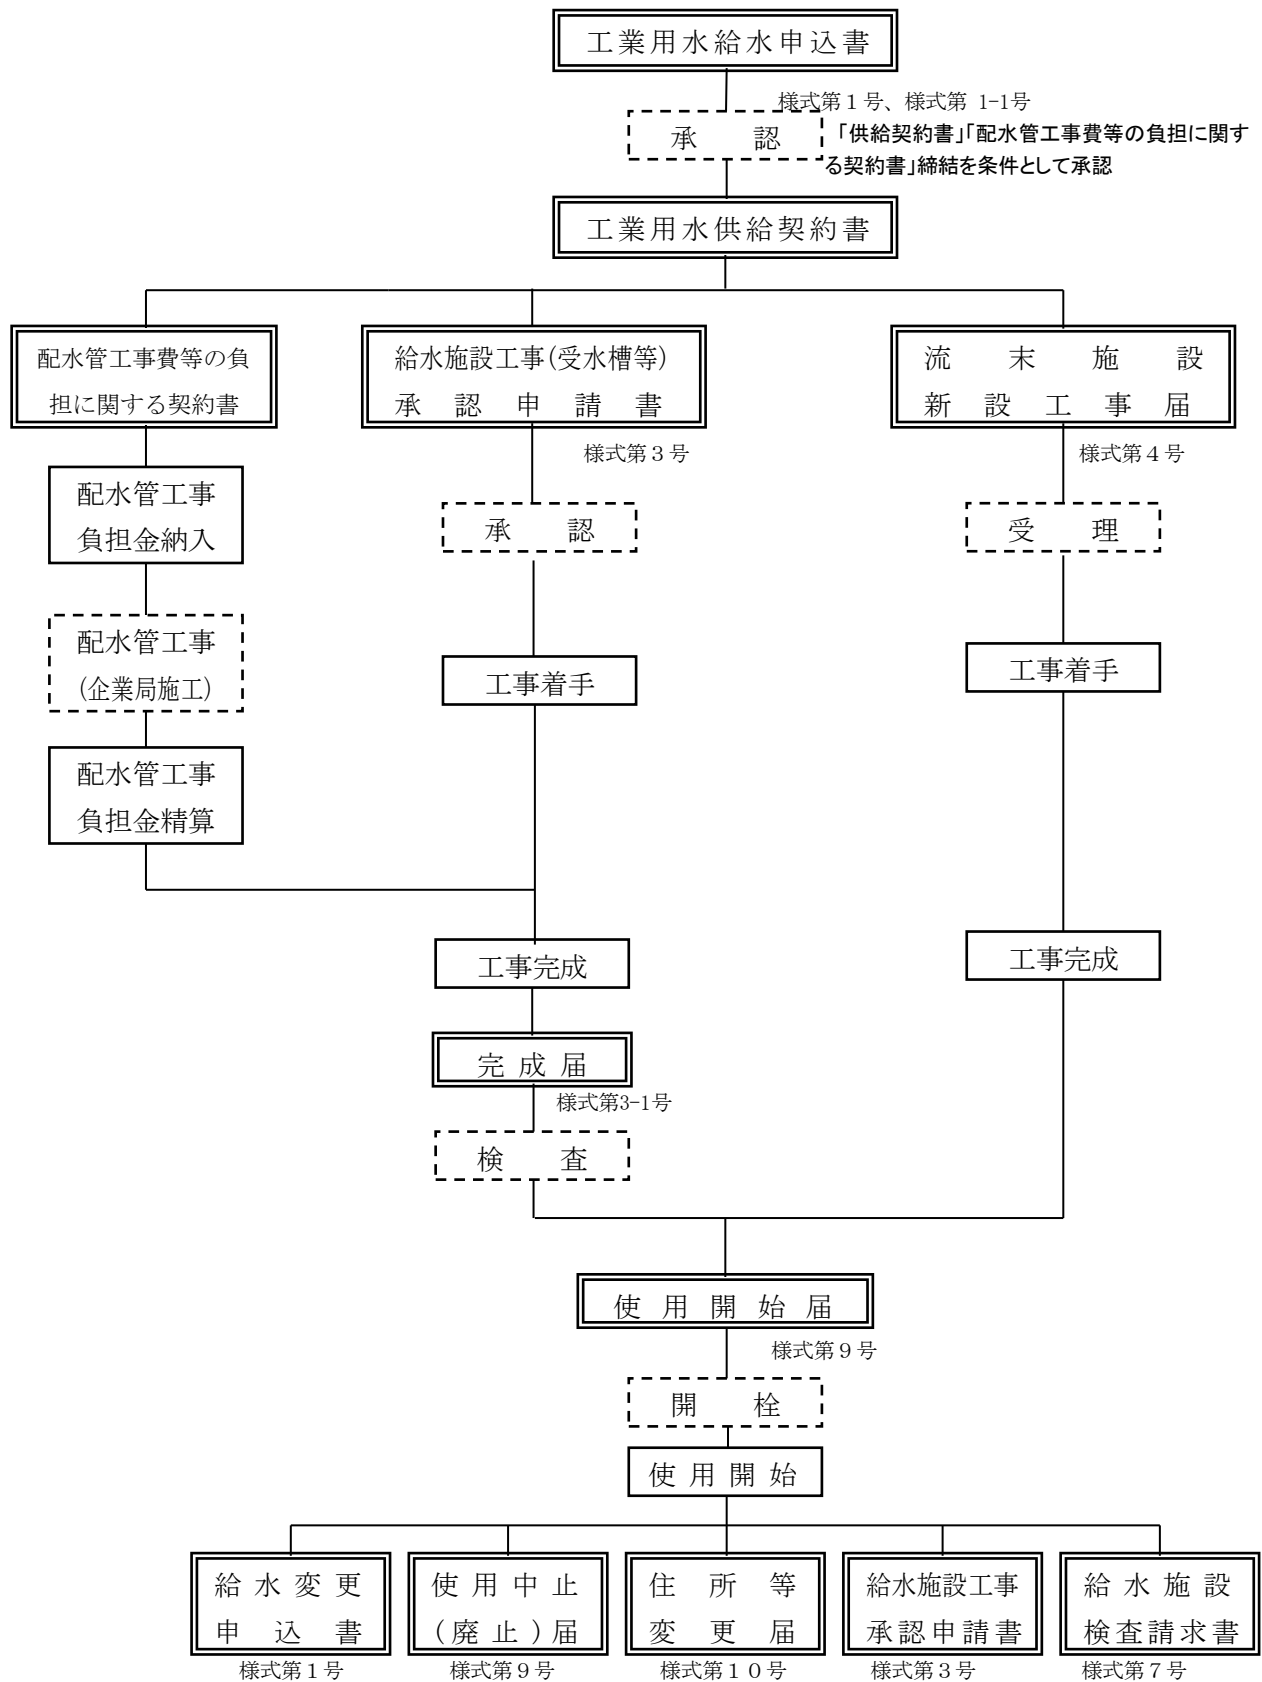 工業用水給水申込書
様式第１号、様式第 1-1号
承　認
「供給契約書」「配水管工事費等の負担に関す
る契約書」締結を条件として承認
工業用水供給契約書
配水管工事費等の負
担に関する契約書
給水施設工事(受水槽等)
承認申請書
様式第３号
流末施設
新設工事届
様式第４号
配水管工事
負担金納入
承　認
受　理
配水管工事
(企業局施工)
工事着手
工事着手
配水管工事
負担金精算
工事完成
工事完成
完成届
様式第3-1号
検　査
使用開始届
様式第９号
開　栓
使用開始
給水変更
申込書
様式第１号
使用中止
(廃止)届
様式第９号
住所等
変更届
様式第１０号
給水施設工事
承認申請書
様式第３号
給水施設
検査請求書
様式第７号